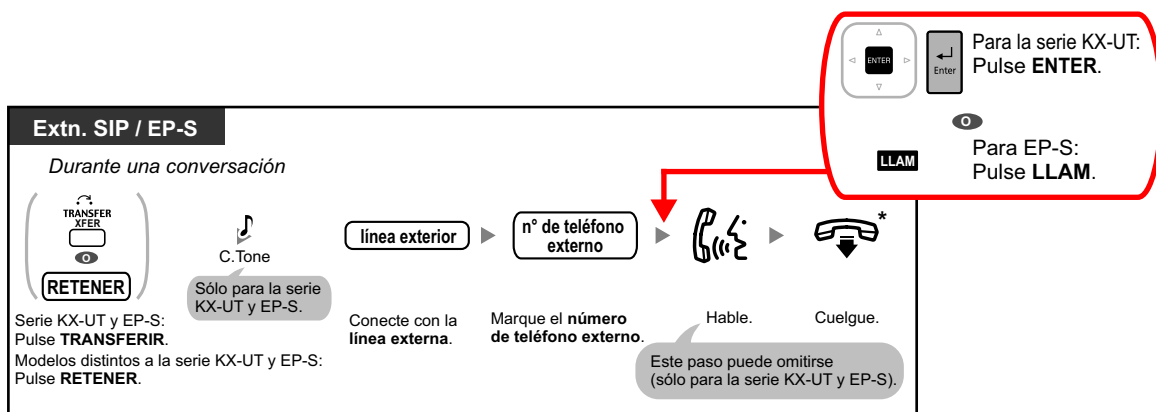 Para la serie KX-UT:
ENTER
Enter
Pulse ENTER.
O
Para EP-S:
LLAM
Pulse LLAM.
Extn. SIP / EP-S
Durante una conversación
TRANSFER
XFER
O
RETENER
Serie KX-UT y EP-S:
Pulse TRANSFERIR.
Modelos distintos a la serie KX-UT y EP-S:
Pulse RETENER.
C.Tone
Sólo para la serie
KX-UT y EP-S.
línea exterior
Conecte con la
línea externa.
n° de teléfono
externo
Marque el número
de teléfono externo.
Hable.
Este paso puede omitirse
(sólo para la serie KX-UT y EP-S).
*
Cuelgue.